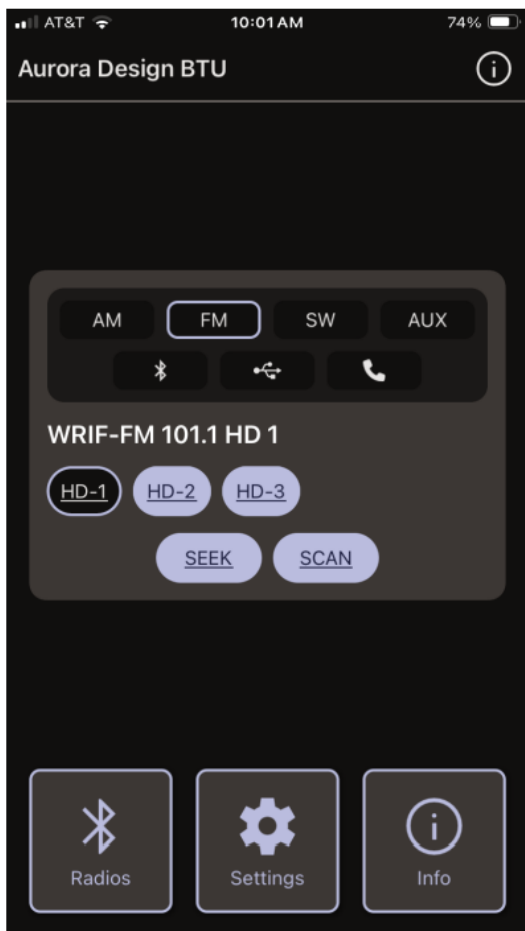 AT&T 10:01 AM 74%
Aurora Design BTU
AM FM SW AUX
WRIF-FM 101.1 HD 1
HD-1 HD-2 HD-3
SEEK SCAN
Radios Settings Info